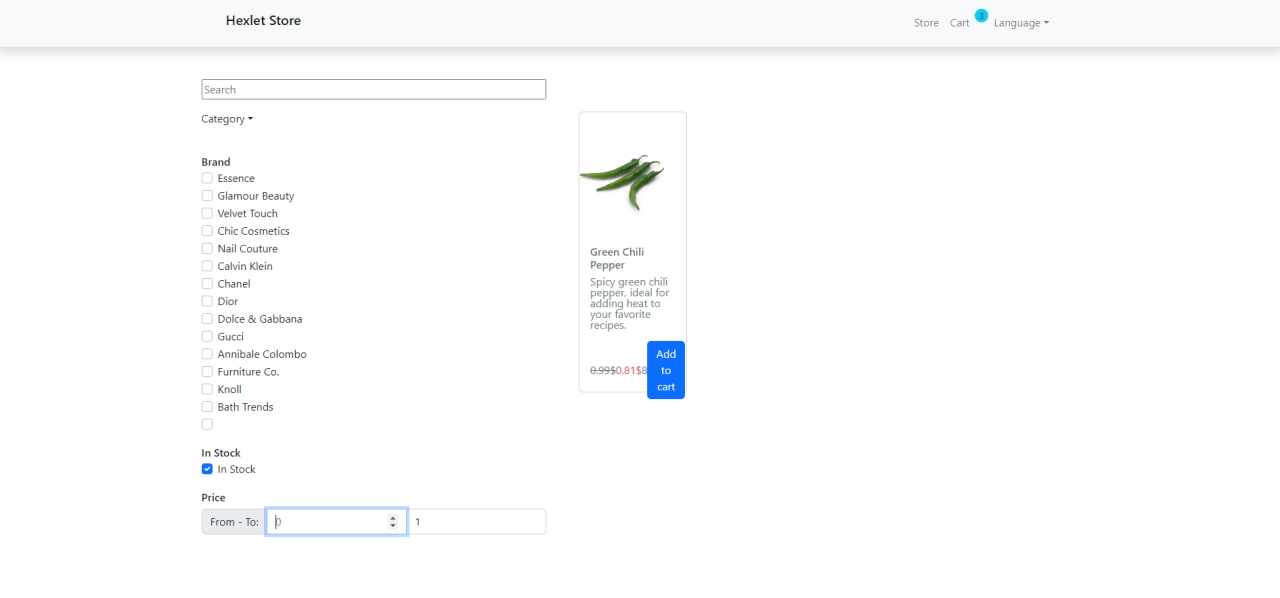 Hexlet Store
Store Cart 3 Language
Search
Category
Brand
Essence
Glamour Beauty
Velvet Touch
Chic Cosmetics
Nail Couture
Calvin Klein
Chanel
Dior
Dolce & Gabbana
Gucci
Annibale Colombo
Furniture Co.
Knoll
Bath Trends
In Stock
In Stock
Price
From - To: 0 1
Green Chili
Pepper
Spicy green chili
pepper, ideal for
adding heat to
your favorite
recipes.
0.99$0.81$8
Add
to
cart